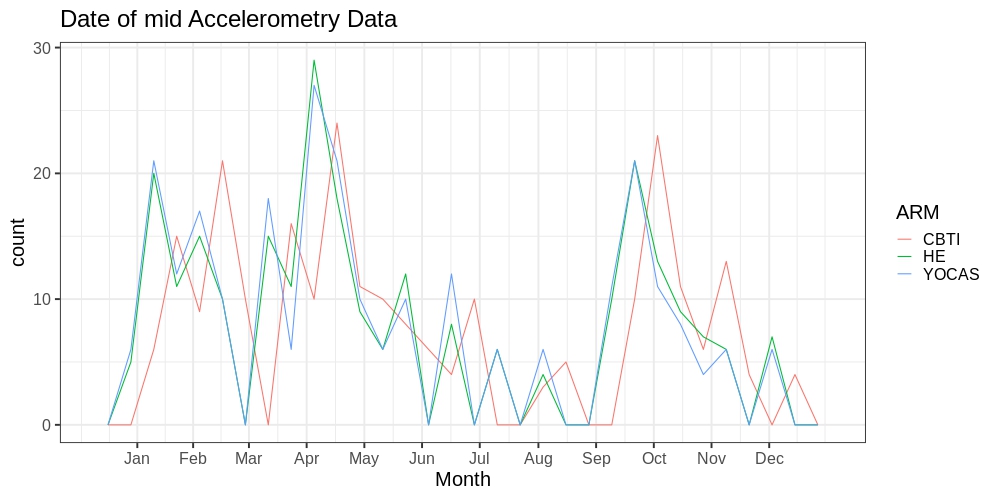 Date of mid Accelerometry Data
30
20
10
0
count
Jan Feb Mar Apr May Jun Jul Aug Sep Oct Nov Dec
Month
ARM
CBTI
HE
YOCAS